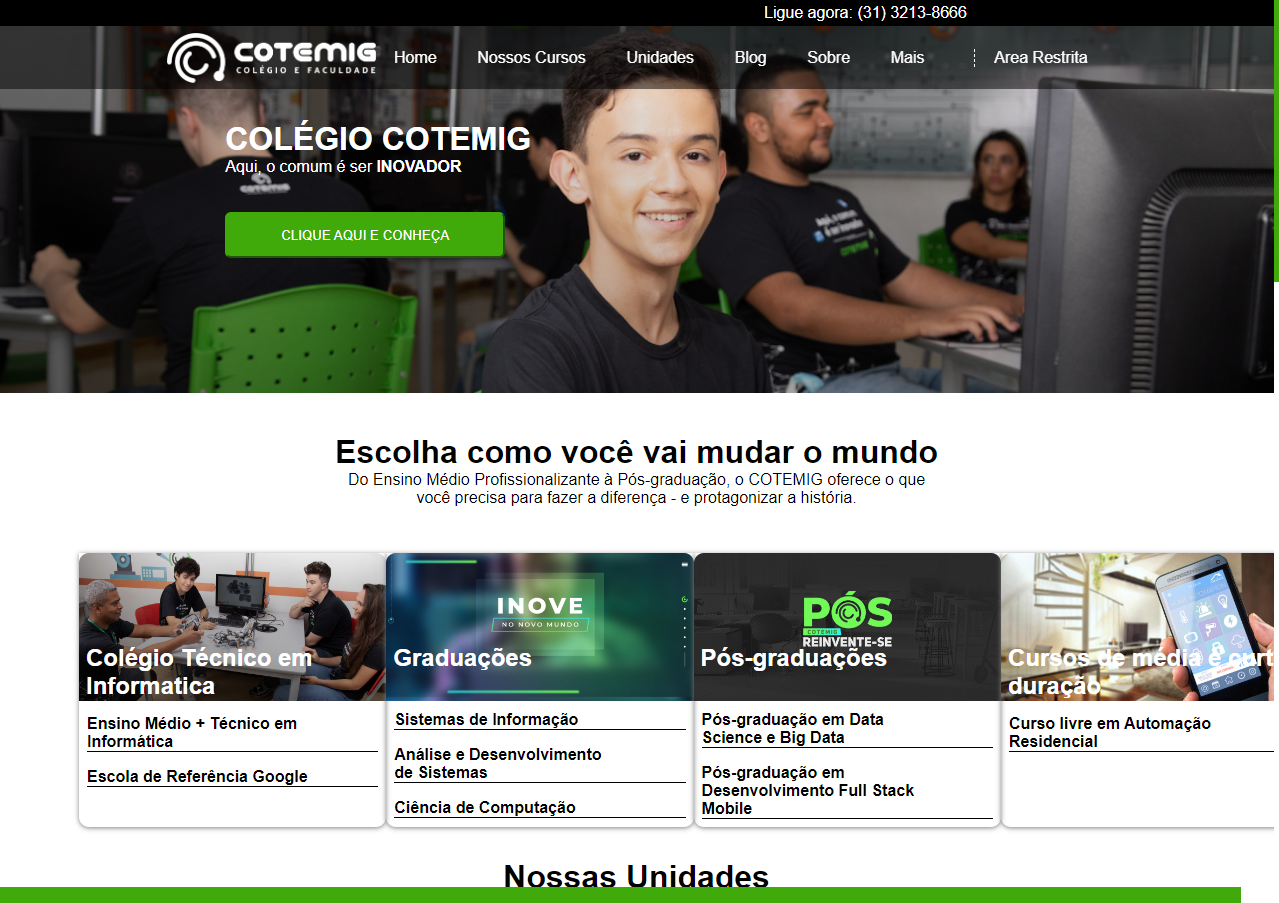 Ligue agora: (31) 3213-8666
COTEMIG
COLÉGIO E FACULDADE
Home Nossos Cursos Unidades Blog Sobre Mais Area Restrita
COLÉGIO COTEMIG
Aqui, o comum é ser INOVADOR
COTEMIG
CLIQUE AQUI E CONHEÇA
Escolha como você vai mudar o mundo
Do Ensino Médio Profissionalizante à Pós-graduação, o COTEMIG oferece o que
você precisa para fazer a diferença - e protagonizar a história.
Colégio Técnico em
Informatica
Ensino Médio + Técnico em
Informática
Escola de Referência Google
INOVE
NO NOVO MUNDO
Graduações
Sistemas de Informação
Análise e Desenvolvimento
de Sistemas
Ciência de Computação
PÓS
COTEMIG
REINVENTE-SE
Pós-graduações
Pós-graduação em Data
Science e Big Data
Pós-graduação em
Desenvolvimento Full Stack
Mobile
Cursos de média e curt
duração
Curso livre em Automação
Residencial
Nossas Unidades